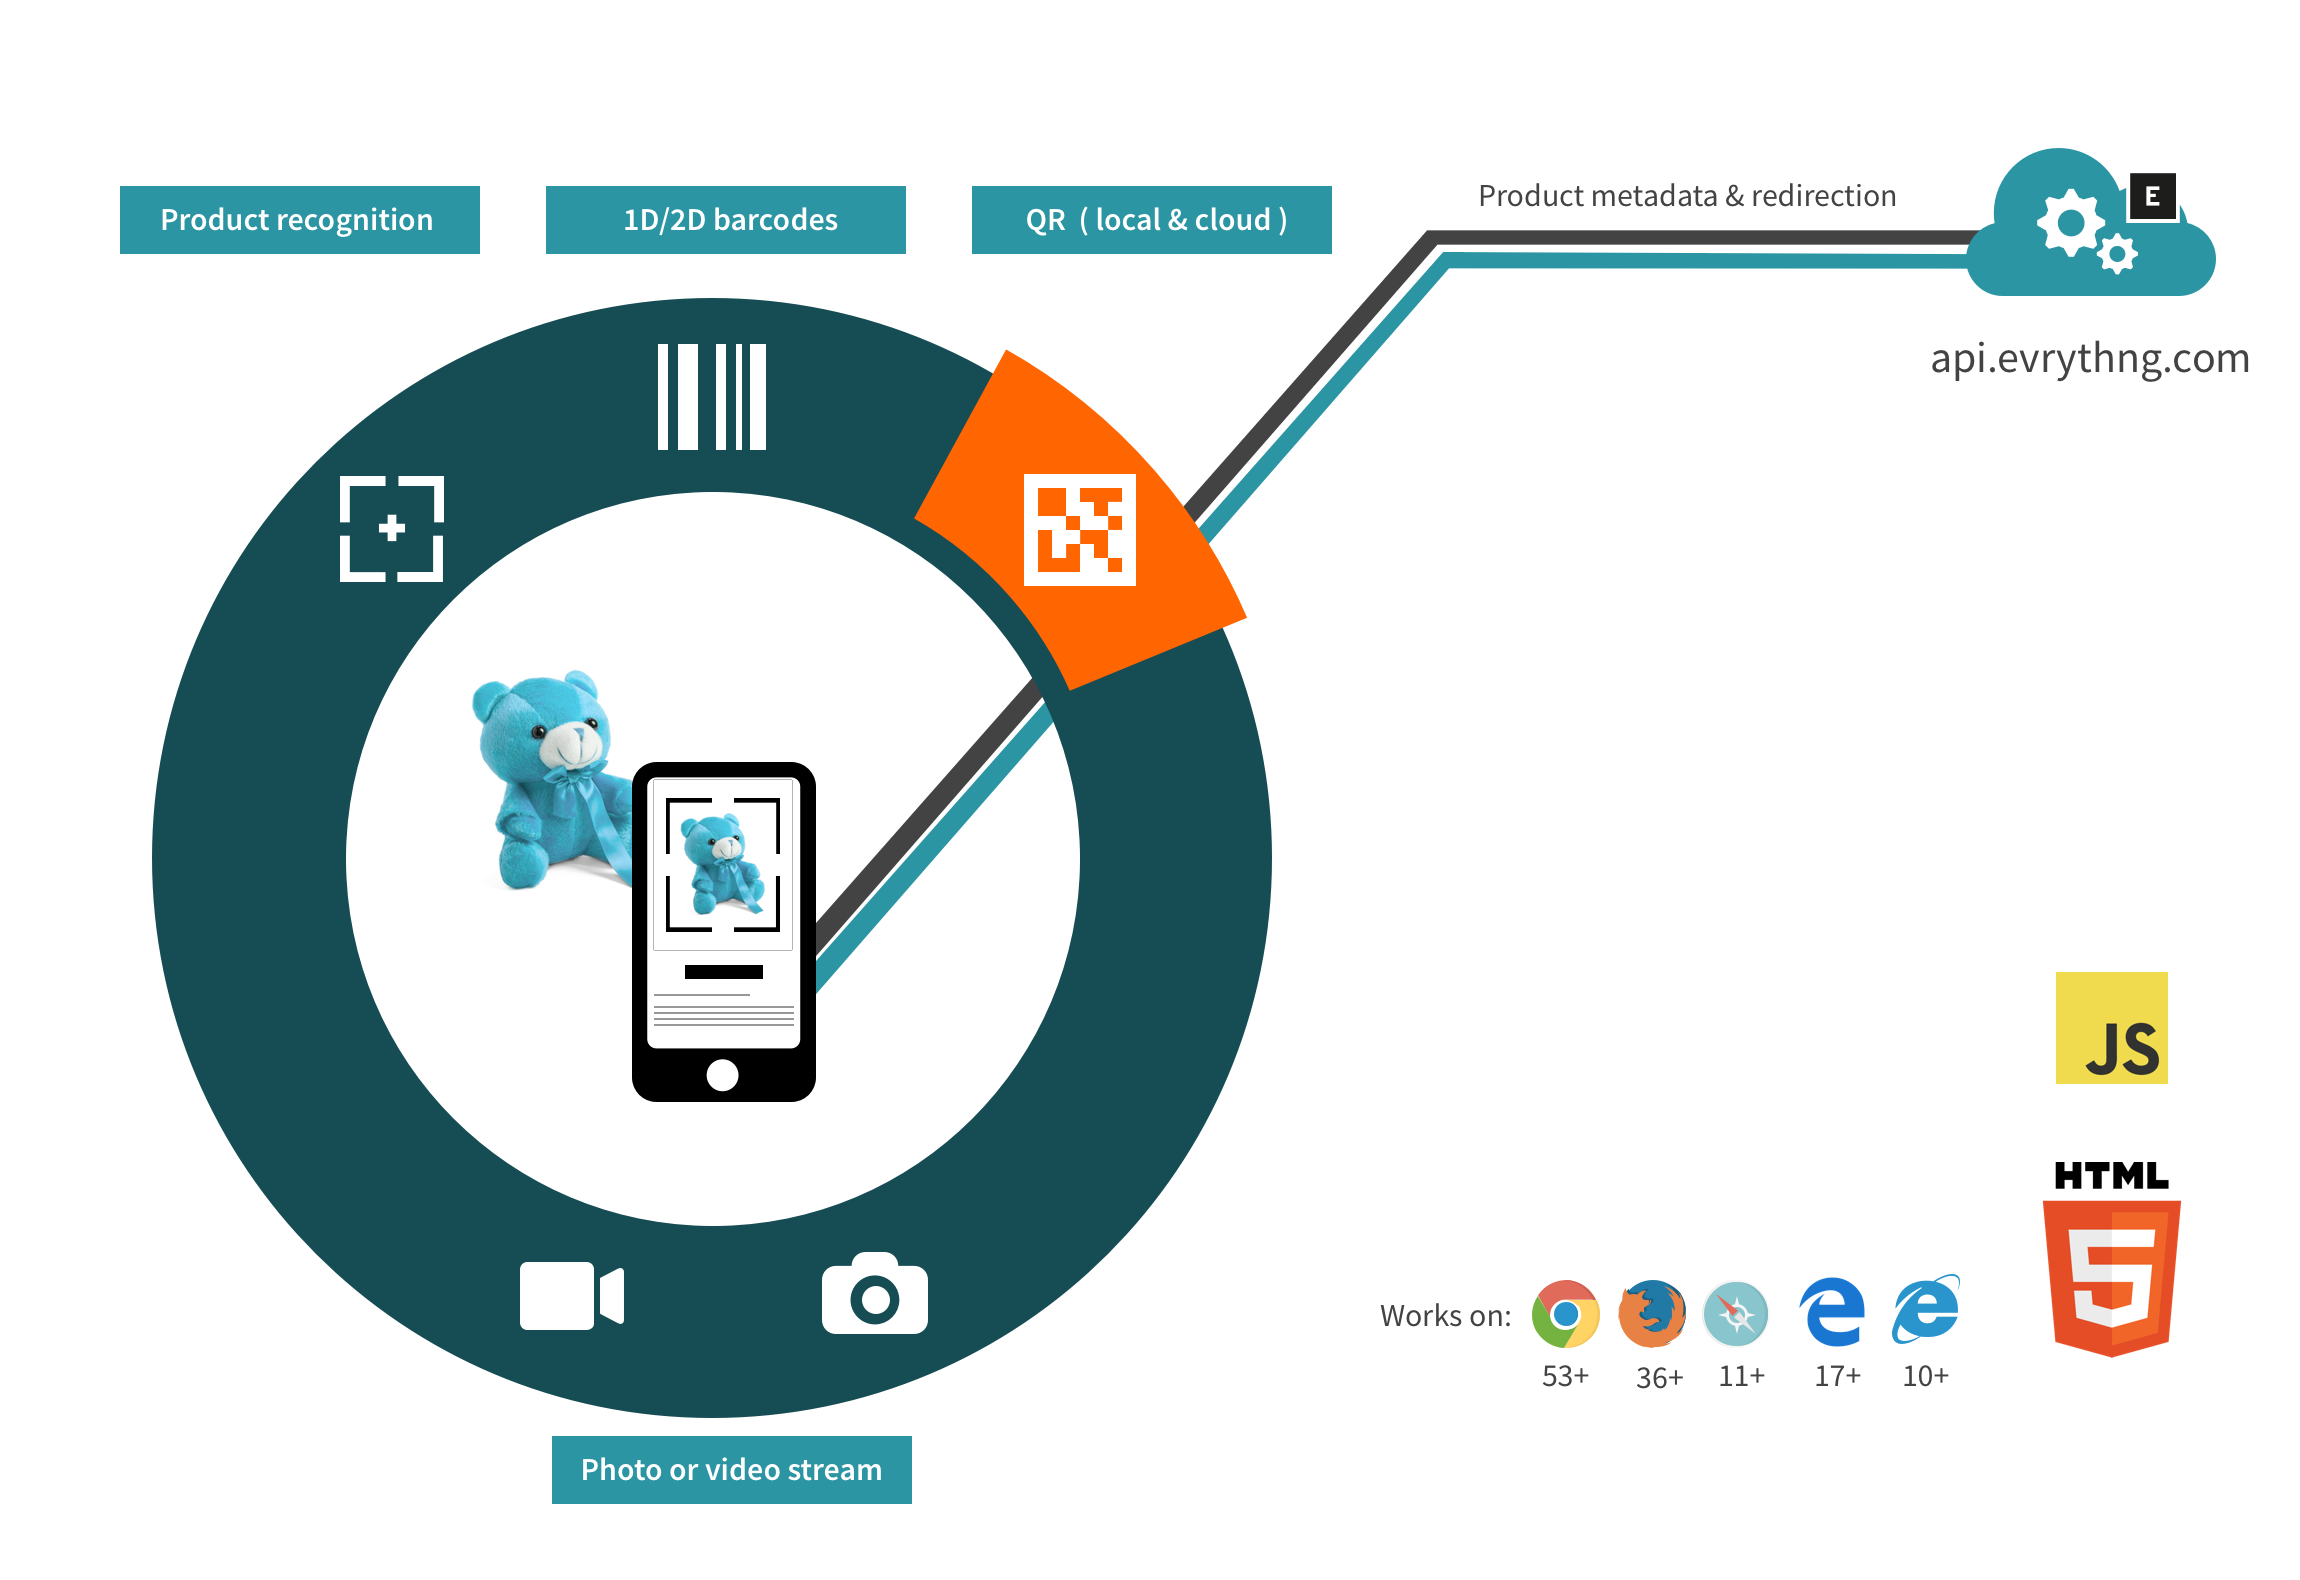 Product recognition
1D/2D barcodes
QR ( local & cloud )
Product metadata & redirection
E
api.evrythng.com
JS
HTML
5
Works on:
53+
36+
11+
17+
10+
Photo or video stream